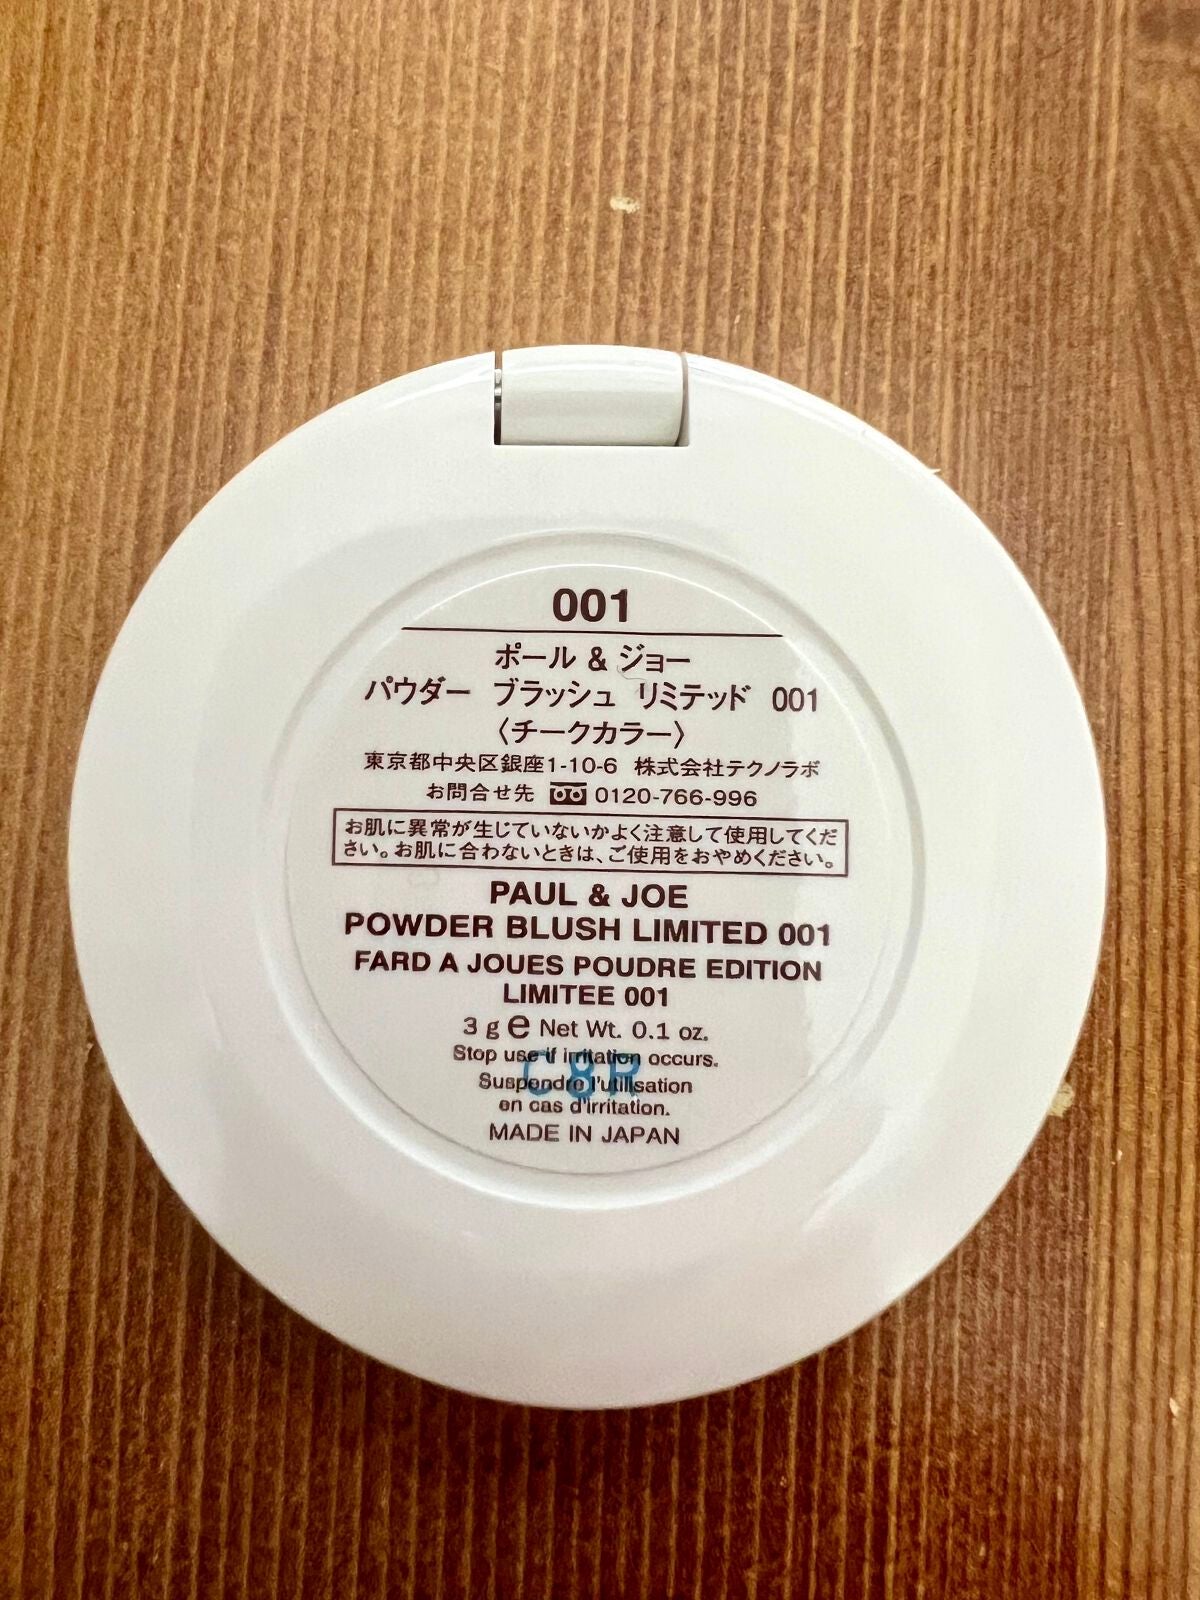 001
ポール & ジョー
パウダー ブラッシュ リミテッド 001
〈チークカラー〉
東京都中央区銀座1-10-6 株式会社テクノラボ
お問合せ先 0120-766-996
お肌に異常が生じていないかよく注意して使用してくだ
さい。お肌に合わないときは、ご使用をおやめください。
PAUL & JOE
POWDER BLUSH LIMITED 001
FARD A JOUES POUDRE EDITION
LIMITEE 001
3 g e Net Wt. 0.1 oz.
Stop use if irritation occurs.
C8R
Suspendre l'utilisation
en cas d'irritation.
MADE IN JAPAN